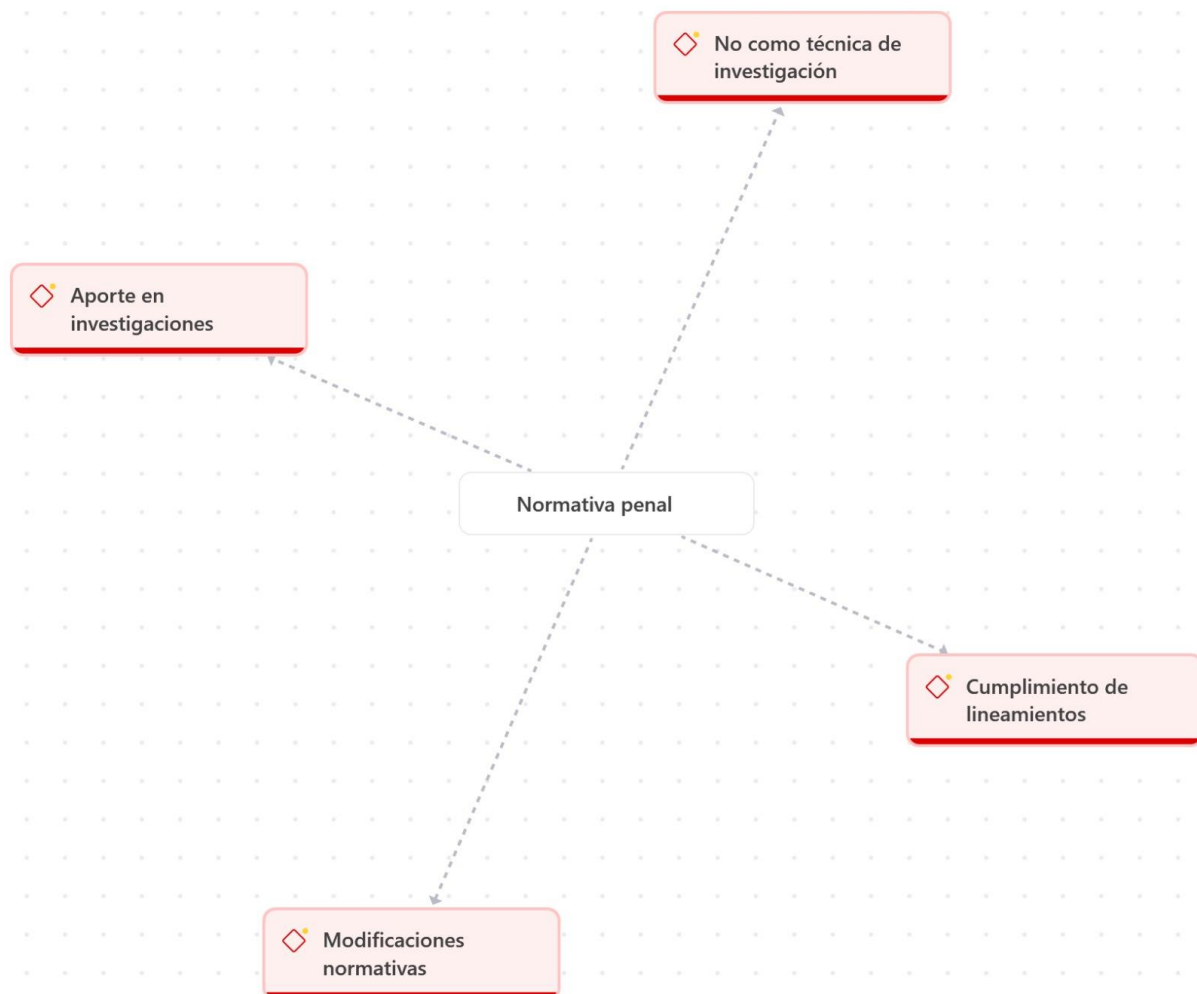 No como técnica de
investigación
Aporte en
investigaciones
Normativa penal
Cumplimiento de
lineamientos
Modificaciones
normativas